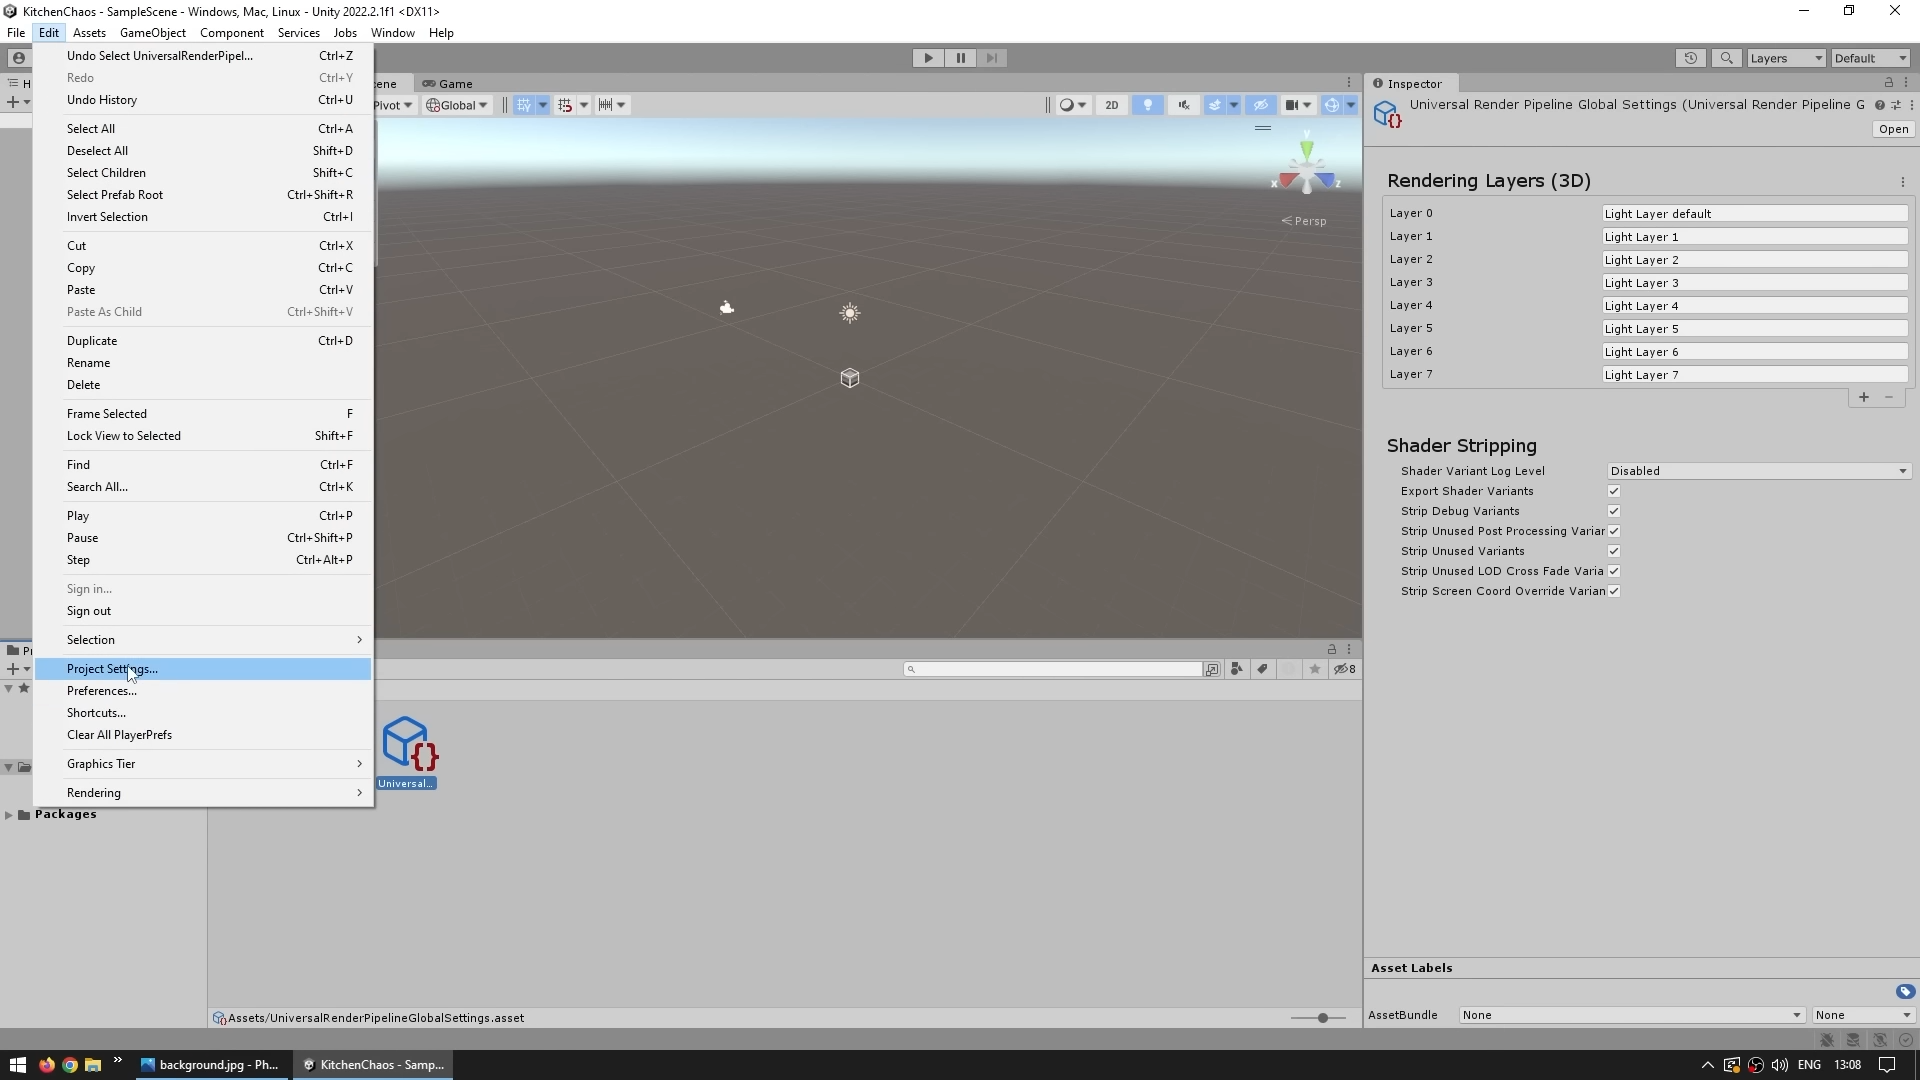 KitchenChaos - SampleScene - Windows, Mac, Linux - Unity 2022.2.1f1 <DX11>
File Edit Assets GameObject Component Services Jobs Window Help
Layers
Default
Undo Select UniversalRenderPipel... Ctrl+Z
Redo Ctrl+Y
Undo History Ctrl+U
Select All Ctrl+A
Deselect All Shift+D
Select Children Shift+C
Select Prefab Root Ctrl+Shift+R
Invert Selection Ctrl+I
Cut Ctrl+X
Copy Ctrl+C
Paste Ctrl+V
Paste As Child Ctrl+Shift+V
Duplicate Ctrl+D
Rename
Delete
Frame Selected F
Lock View to Selected Shift+F
Find Ctrl+F
Search All... Ctrl+K
Play Ctrl+P
Pause Ctrl+Shift+P
Step Ctrl+Alt+P
Sign in...
Sign out
Selection
Project Settings...
Preferences...
Shortcuts...
Clear All PlayerPrefs
Graphics Tier
Rendering
H
cene
Game
Pivot
Global
2D
y
x
z
Persp
Pr
8
Packages
Universal...
Assets/UniversalRenderPipelineGlobalSettings.asset
Inspector
Universal Render Pipeline Global Settings (Universal Render Pipeline G
Open
Rendering Layers (3D)
Layer 0 Light Layer default
Layer 1 Light Layer 1
Layer 2 Light Layer 2
Layer 3 Light Layer 3
Layer 4 Light Layer 4
Layer 5 Light Layer 5
Layer 6 Light Layer 6
Layer 7 Light Layer 7
Shader Stripping
Shader Variant Log Level Disabled
Export Shader Variants
Strip Debug Variants
Strip Unused Post Processing Varian
Strip Unused Variants
Strip Unused LOD Cross Fade Varia
Strip Screen Coord Override Varian
Asset Labels
AssetBundle None None
background.jpg - Ph...
KitchenChaos - Samp...
ENG
13:08